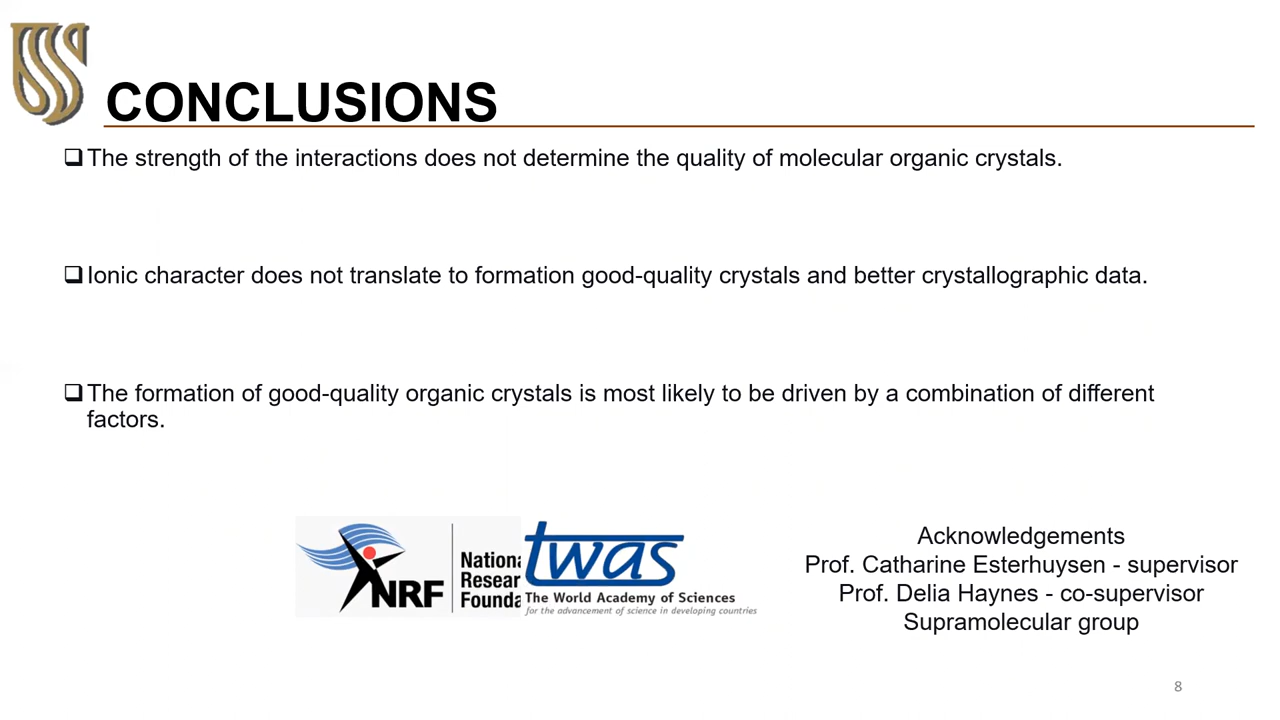 CONCLUSIONS
The strength of the interactions does not determine the quality of molecular organic crystals.
Ionic character does not translate to formation good-quality crystals and better crystallographic data.
The formation of good-quality organic crystals is most likely to be driven by a combination of different
factors.
NRF
Nationa
Resear
Founda
twas
The World Academy of Sciences
for the advancement of science in developing countries
Acknowledgements
Prof. Catharine Esterhuysen - supervisor
Prof. Delia Haynes - co-supervisor
Supramolecular group
8